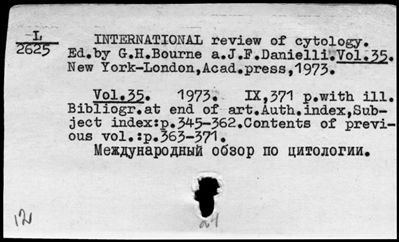 I
2625
INTERNATIONAL review of cytology.
Ed.by G.H.Bourne a.J.F.Danielli.Vol.35.
New York-London,Acad.press,1973.
Vol.35. 1973. IX,371 p.with ill.
Bibliogr.at end of art.Auth.index,Sub-
ject index:p.345-362.Contents of previ-
ous vol.:p.363-371.
Международный обзор по цитологии.